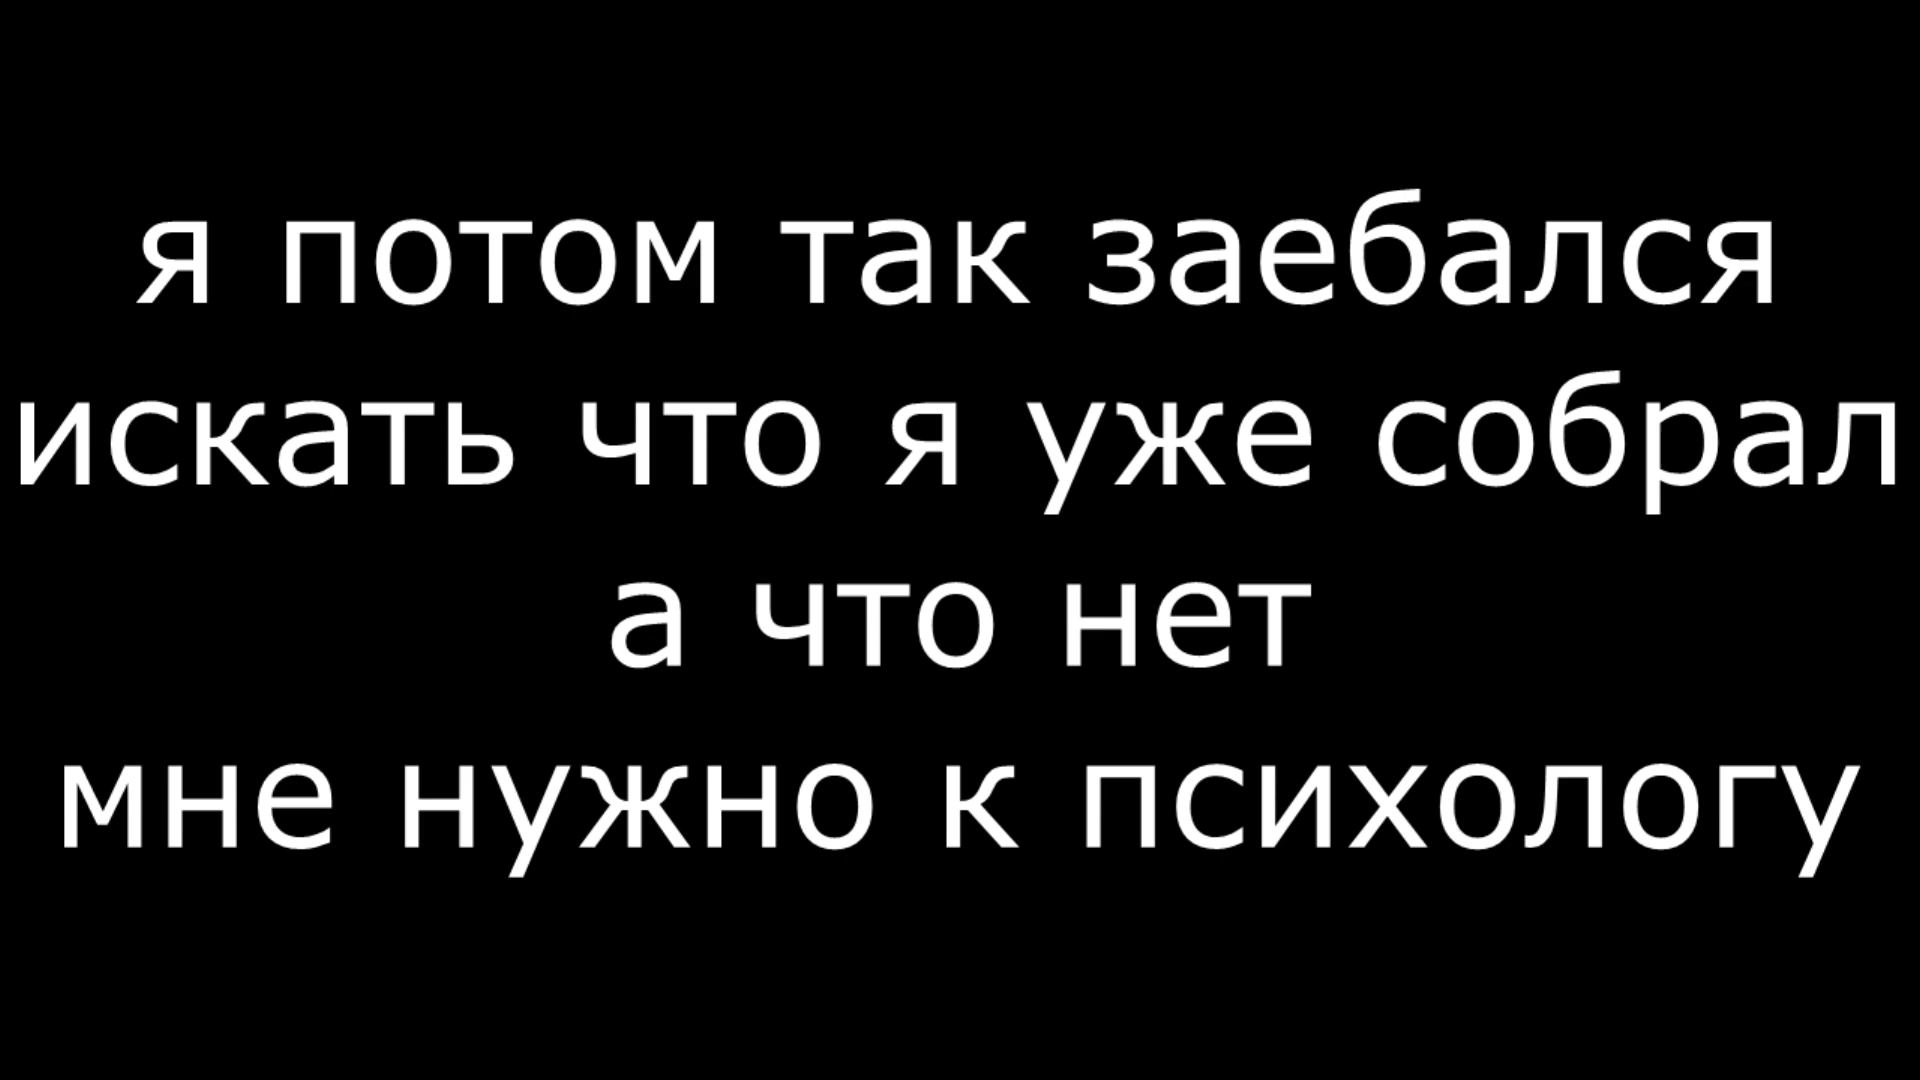 я потом так заебался
искать что я уже собрал
а что нет
мне нужно к психологу